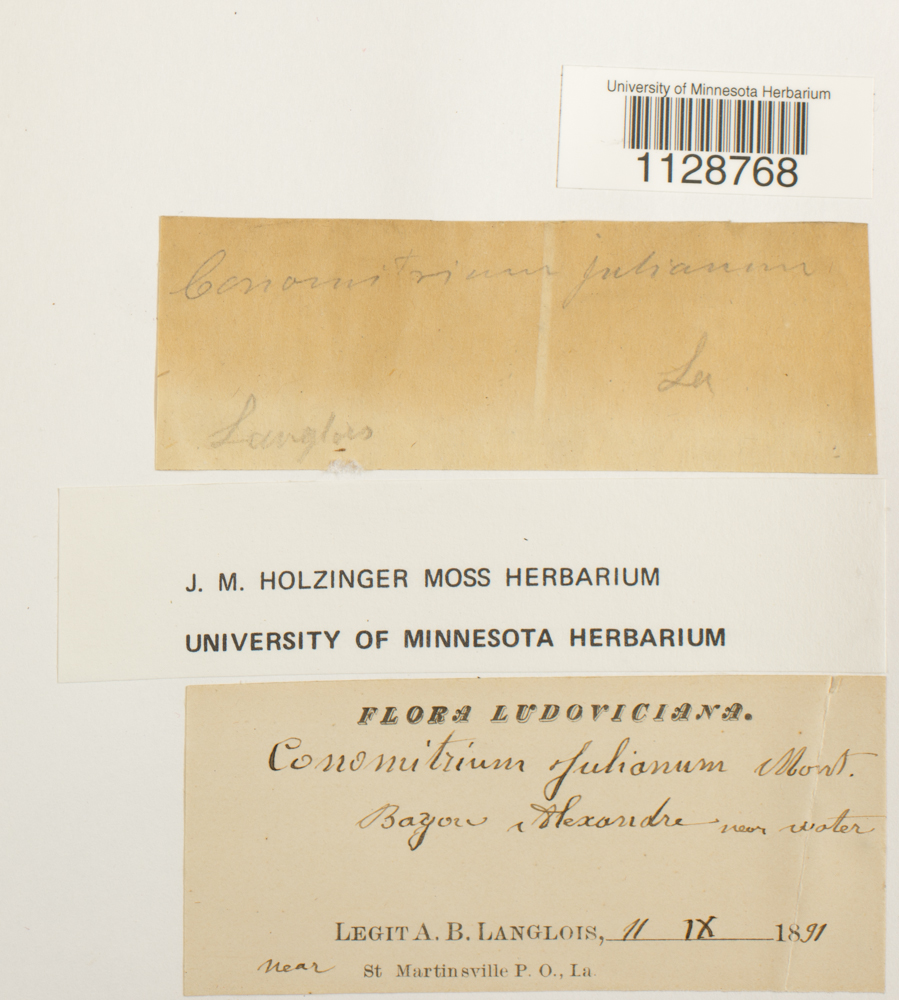 University of Minnesota Herbarium
1128768
Conomitrium julianum
La
Langlois
J. M. HOLZINGER MOSS HERBARIUM
UNIVERSITY OF MINNESOTA HERBARIUM
FLORA LUDOVICIANA.
Conomitrium Julianum Mont.
Bayou Alexandre near water
LEGIT A. B. LANGLOIS, 11 IX 1891
near St Martinsville P. O., La.